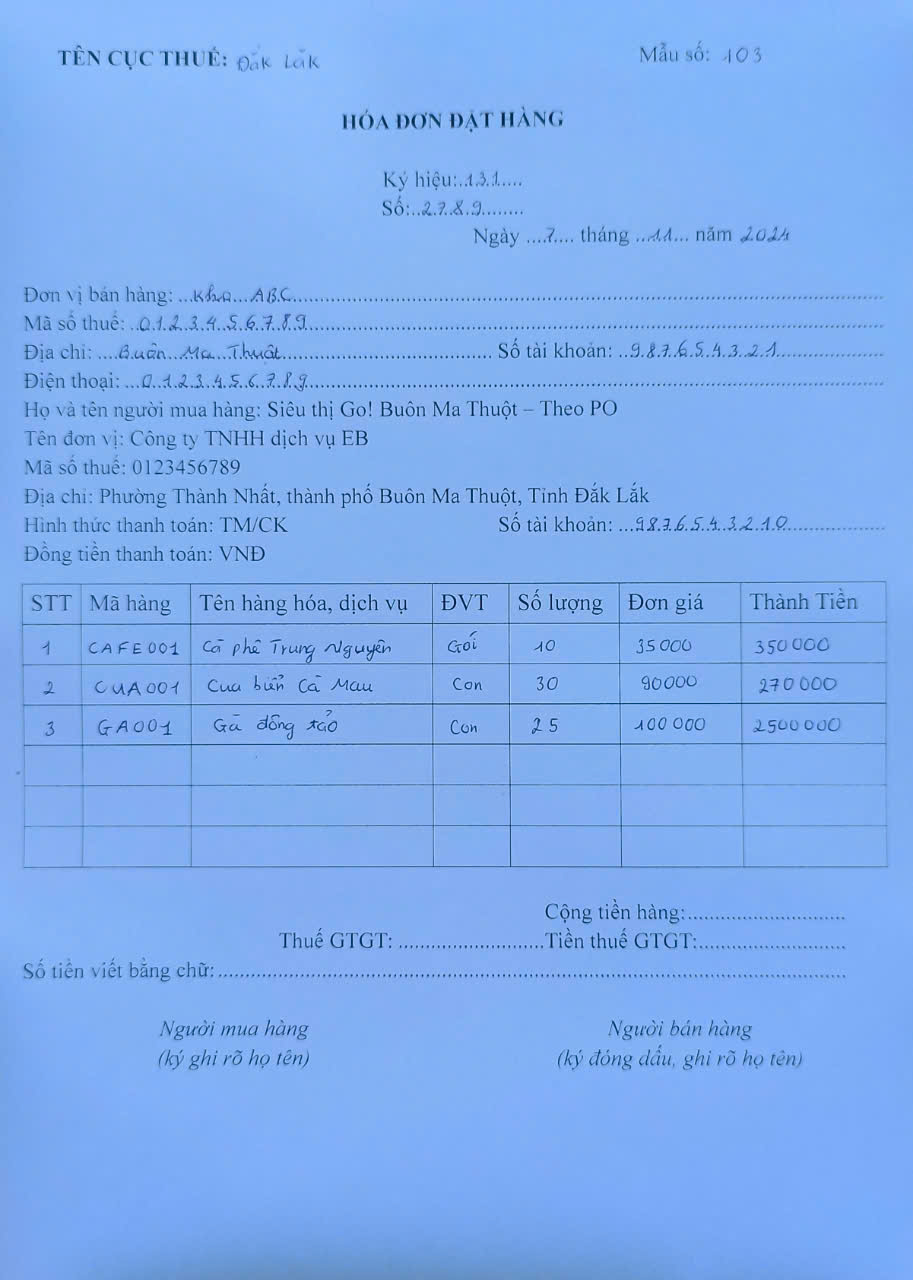 TÊN CỤC THUẾ: Đắk Lắk Mẫu số: 103
HÓA ĐƠN ĐẶT HÀNG
Ký hiệu:..131....
Số:..2789........
Ngày ....7.... tháng ...11... năm 2024
Đơn vị bán hàng: ...Kho ABC...
Mã số thuế: ..0123456789...
Địa chỉ: ....Buôn Ma Thuột... Số tài khoản: ..987654321...
Điện thoại: ...0123456789...
Họ và tên người mua hàng: Siêu thị Go! Buôn Ma Thuột – Theo PO
Tên đơn vị: Công ty TNHH dịch vụ EB
Mã số thuế: 0123456789
Địa chỉ: Phường Thành Nhất, thành phố Buôn Ma Thuột, Tỉnh Đắk Lắk
Hình thức thanh toán: TM/CK Số tài khoản: ...9876543210...
Đồng tiền thanh toán: VNĐ
STT Mã hàng Tên hàng hóa, dịch vụ ĐVT Số lượng Đơn giá Thành Tiền
1 CAFE001 Cà phê Trung Nguyên Gói 10 35000 350000
2 CUA001 Cua biển Cà Mau Con 30 90000 270000
3 GA001 Gà đông tảo Con 25 100 000 2500000
Cộng tiền hàng:...
Thuế GTGT: ...Tiền thuế GTGT:...
Số tiền viết bằng chữ:...
Người mua hàng Người bán hàng
(ký ghi rõ họ tên) (ký đóng dấu, ghi rõ họ tên)